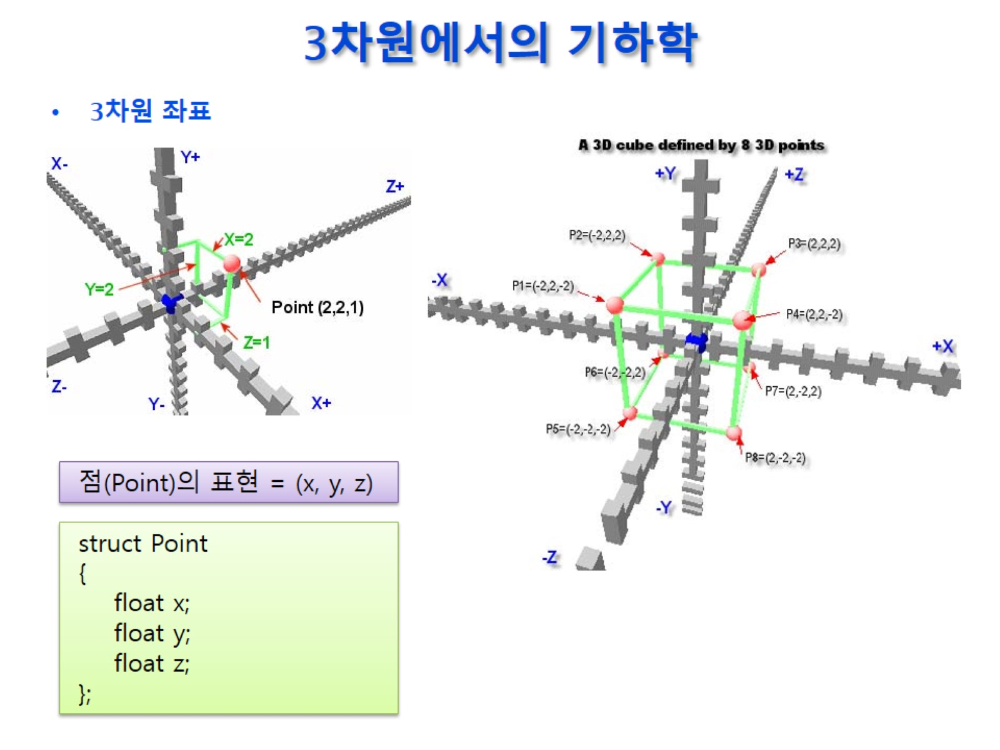 3차원에서의 기하학
• 3차원 좌표
X-
Y+
Z+
X=2
Y=2
Point (2,2,1)
Z=1
Z-
Y-
X+
A 3D cube defined by 8 3D points
+Y
+Z
P2=(-2,2,2)
P3=(2,2,2)
-X
P1=(-2,2,-2)
P4=(2,2,-2)
+X
P6=(-2,-2,2)
P7=(2,-2,2)
P5=(-2,-2,-2)
P8=(2,-2,-2)
-Y
-Z
점(Point)의 표현 = (x, y, z)
struct Point
{
float x;
float y;
float z;
};